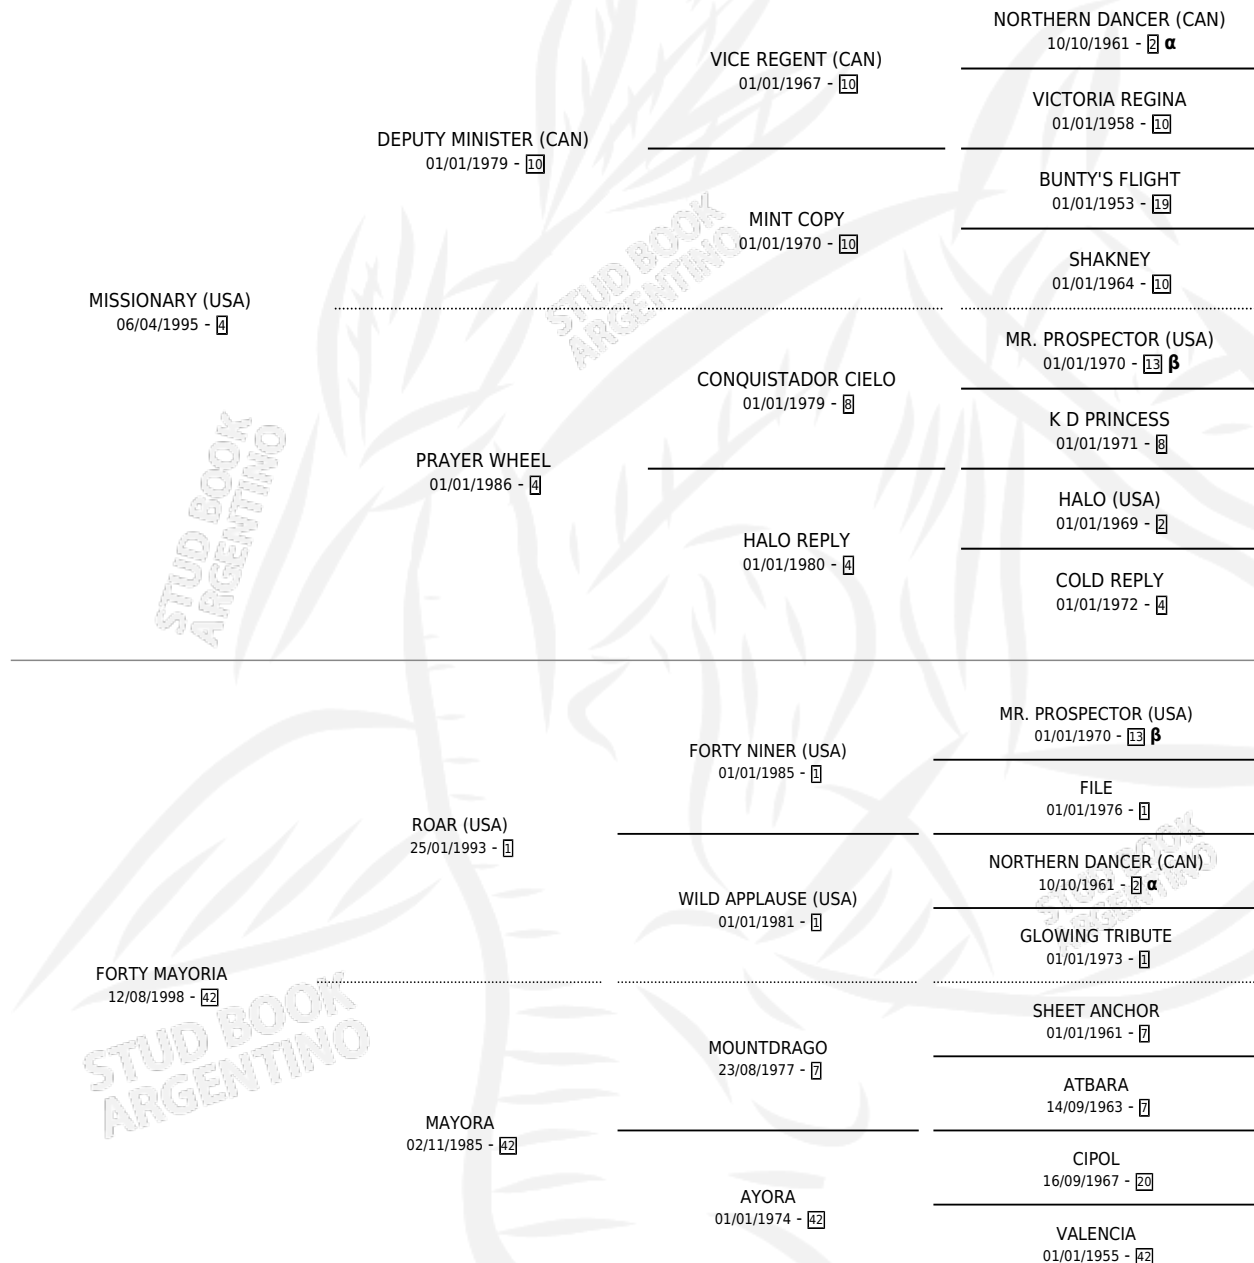 NORTHERN DANCER (CAN)
10/10/1961 - 2 α
VICE REGENT (CAN)
01/01/1967 - 10
VICTORIA REGINA
01/01/1958 - 10
DEPUTY MINISTER (CAN)
01/01/1979 - 10
BUNTY'S FLIGHT
01/01/1953 - 19
MINT COPY
01/01/1970 - 10
SHAKNEY
01/01/1964 - 10
MISSIONARY (USA)
06/04/1995 - 4
MR. PROSPECTOR (USA)
01/01/1970 - 13 β
CONQUISTADOR CIELO
01/01/1979 - 8
K D PRINCESS
01/01/1971 - 8
PRAYER WHEEL
01/01/1986 - 4
HALO (USA)
01/01/1969 - 2
HALO REPLY
01/01/1980 - 4
COLD REPLY
01/01/1972 - 4
MR. PROSPECTOR (USA)
01/01/1970 - 13 β
FORTY NINER (USA)
01/01/1985 - 1
FILE
01/01/1976 - 1
ROAR (USA)
25/01/1993 - 1
NORTHERN DANCER (CAN)
10/10/1961 - 2 α
WILD APPLAUSE (USA)
01/01/1981 - 1
GLOWING TRIBUTE
01/01/1973 - 1
FORTY MAYORIA
12/08/1998 - 42
SHEET ANCHOR
01/01/1961 - 7
MOUNTDRAGO
23/08/1977 - 7
ATBARA
14/09/1963 - 7
MAYORA
02/11/1985 - 42
CIPOL
16/09/1967 - 20
AYORA
01/01/1974 - 42
VALENCIA
01/01/1955 - 42
STUD BOOK
ARGENTINO
STUD BOOK
ARGENTINO
STUD BOOK
ARGENTINO
STUD BOOK
ARGENTINO